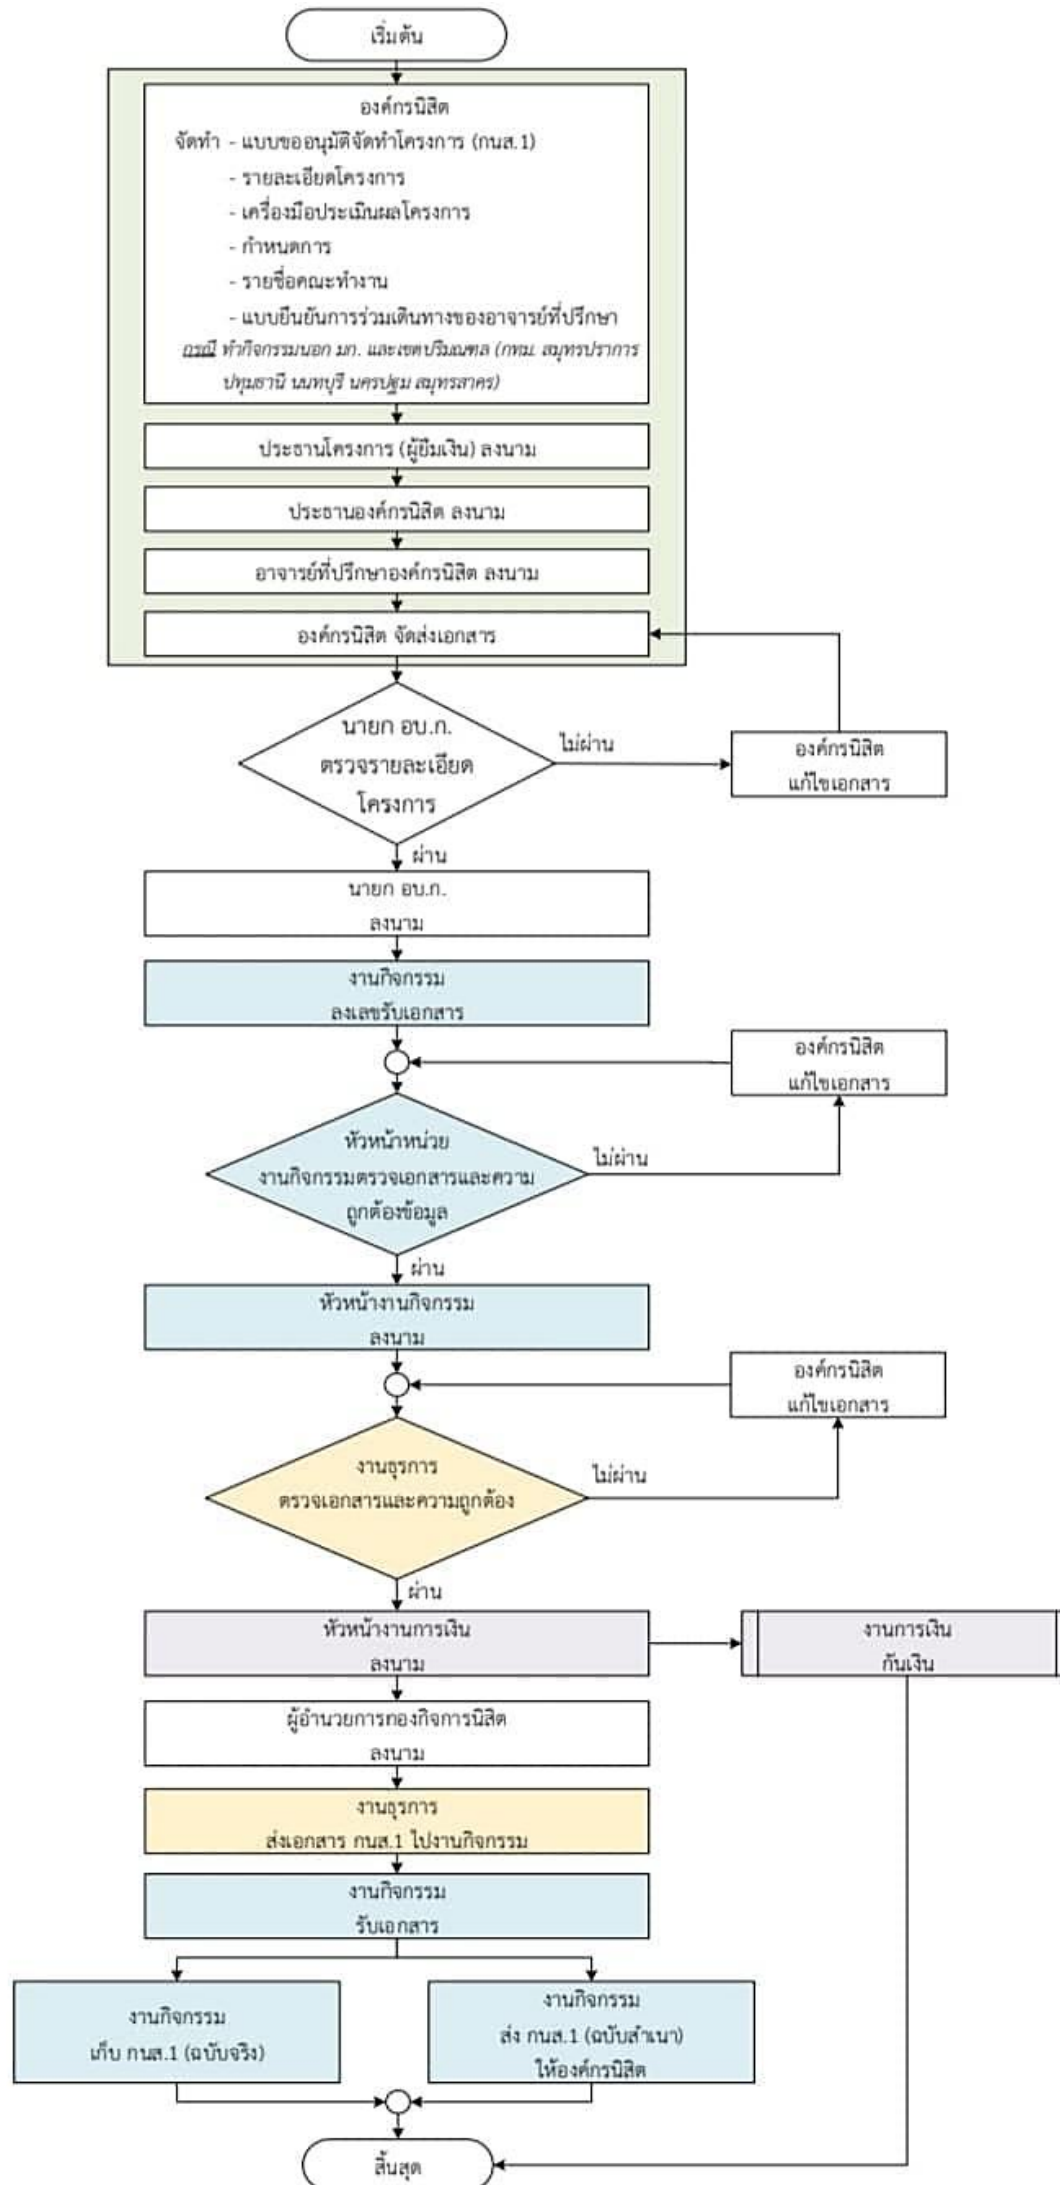 เริ่มต้น
องค์กรนิสิต
จัดทำ - แบบขออนุมัติจัดทำโครงการ (กนส.1)
- รายละเอียดโครงการ
- เครื่องมือประเมินผลโครงการ
- กำหนดการ
- รายชื่อคณะทำงาน
- แบบยืนยันการร่วมเดินทางของอาจารย์ที่ปรึกษา
กรณี ทำกิจกรรมนอก มก. และเขตปริมณฑล (กทม. สมุทรปราการ
ปทุมธานี นนทบุรี นครปฐม สมุทรสาคร)
ประธานโครงการ (ผู้ยืมเงิน) ลงนาม
ประธานองค์กรนิสิต ลงนาม
อาจารย์ที่ปรึกษาองค์กรนิสิต ลงนาม
องค์กรนิสิต จัดส่งเอกสาร
นายก อบ.ก.
ตรวจรายละเอียด
โครงการ
ไม่ผ่าน
องค์กรนิสิต
แก้ไขเอกสาร
ผ่าน
นายก อบ.ก.
ลงนาม
งานกิจกรรม
ลงเลขรับเอกสาร
องค์กรนิสิต
แก้ไขเอกสาร
หัวหน้าหน่วย
งานกิจกรรมตรวจเอกสารและความ
ถูกต้องข้อมูล
ไม่ผ่าน
ผ่าน
หัวหน้างานกิจกรรม
ลงนาม
องค์กรนิสิต
แก้ไขเอกสาร
งานธุรการ
ตรวจเอกสารและความถูกต้อง
ไม่ผ่าน
ผ่าน
หัวหน้างานการเงิน
ลงนาม
งานการเงิน
กันเงิน
ผู้อำนวยการกองกิจการนิสิต
ลงนาม
งานธุรการ
ส่งเอกสาร กนส.1 ไปงานกิจกรรม
งานกิจกรรม
รับเอกสาร
งานกิจกรรม
เก็บ กนส.1 (ฉบับจริง)
งานกิจกรรม
ส่ง กนส.1 (ฉบับสำเนา)
ให้องค์กรนิสิต
สิ้นสุด